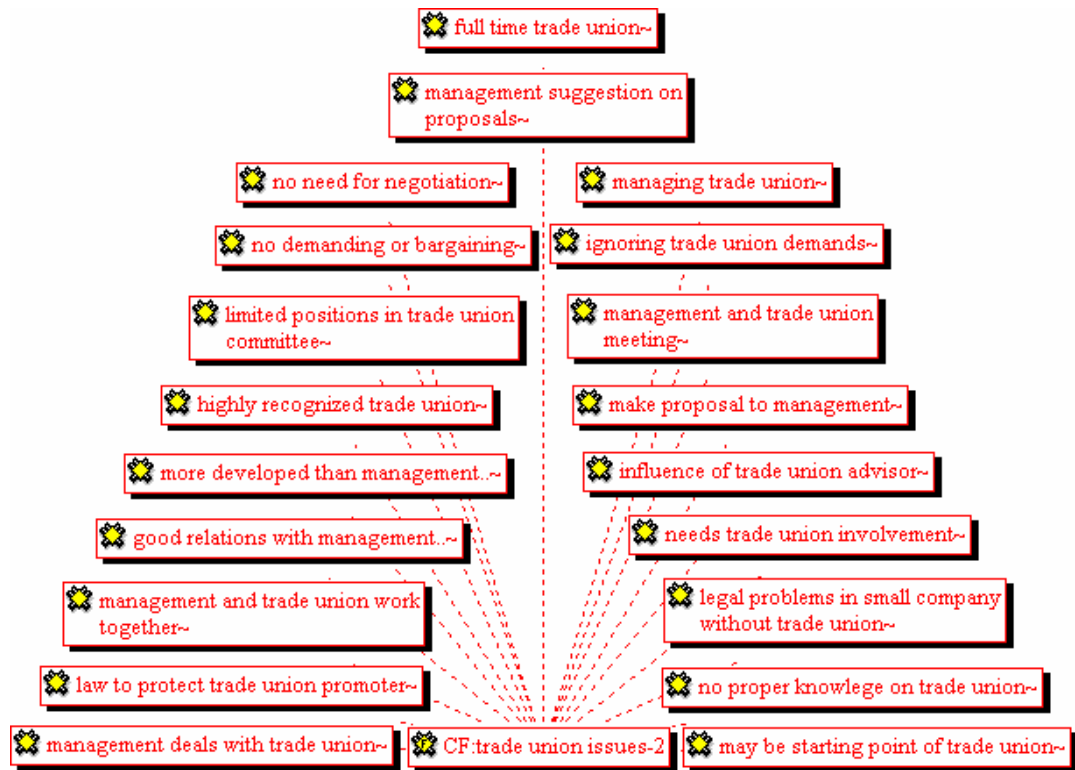 full time trade union~
management suggestion on
proposals~
no need for negotiation~
managing trade union~
no demanding or bargaining~
ignoring trade union demands~
limited positions in trade union
committee~
management and trade union
meeting~
highly recognized trade union~
make proposal to management~
more developed than management..~
influence of trade union advisor~
good relations with management..~
needs trade union involvement~
management and trade union work
together~
legal problems in small company
without trade union~
law to protect trade union promoter~
no proper knowlege on trade union~
management deals with trade union~
CF:trade union issues-2
may be starting point of trade union~